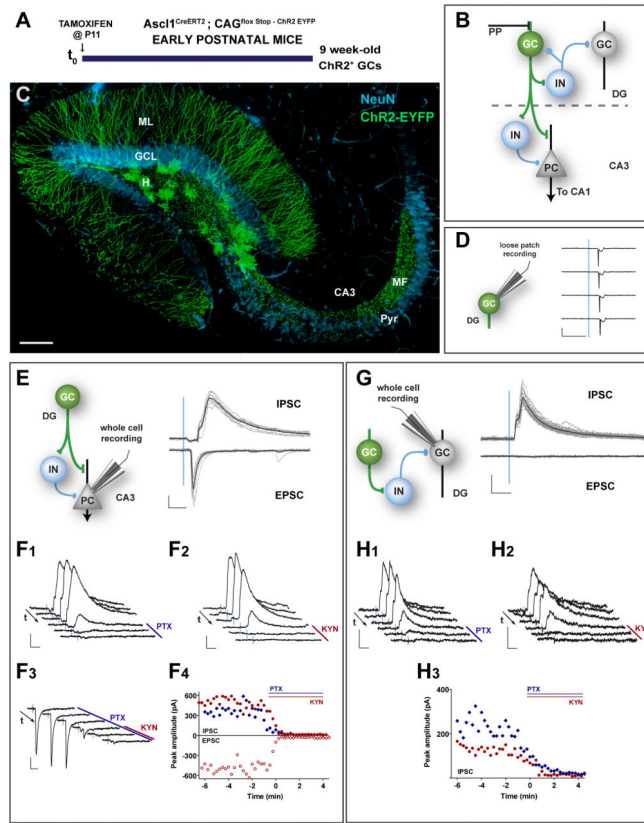 A
TAMOXIFEN
@ P11
t0
Ascl1CreERT2 ; CAGflox Stop - ChR2 EYFP
EARLY POSTNATAL MICE
9 week-old
ChR2+ GCs
B
PP
GC
GC
IN
DG
IN
CA3
PC
To CA1
C
NeuN
ChR2-EYFP
ML
GCL
H
CA3
MF
Pyr
D
loose patch
recording
GC
DG
E
GC
DG
whole cell
recording
IN
PC
CA3
IPSC
EPSC
F1
t
PTX
F2
t
KYN
F3
t
PTX
KYN
F4
PTX
KYN
Peak amplitude (pA)
600
300
0
300
600
IPSC
EPSC
-6 -4 -2 0 2 4
Time (min)
G
whole cell
recording
GC
GC
IN
DG
IPSC
EPSC
H1
t
PTX
H2
t
KY
H3
PTX
KYN
Peak amplitude (pA)
400
200
0
IPSC
-6 -4 -2 0 2 4
Time (min)